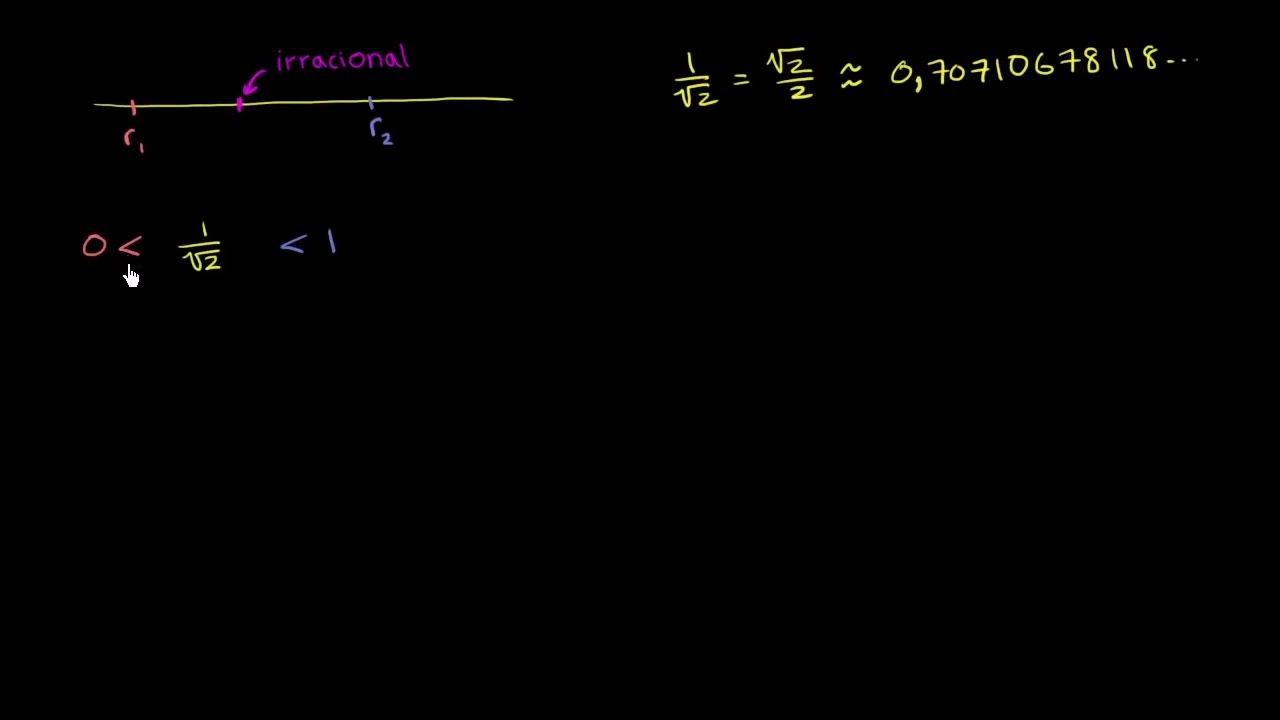 irracional
r₁ r₂
1/√2 = √2/2 ≈ 0,70710678118...
0 < 1/√2 < 1